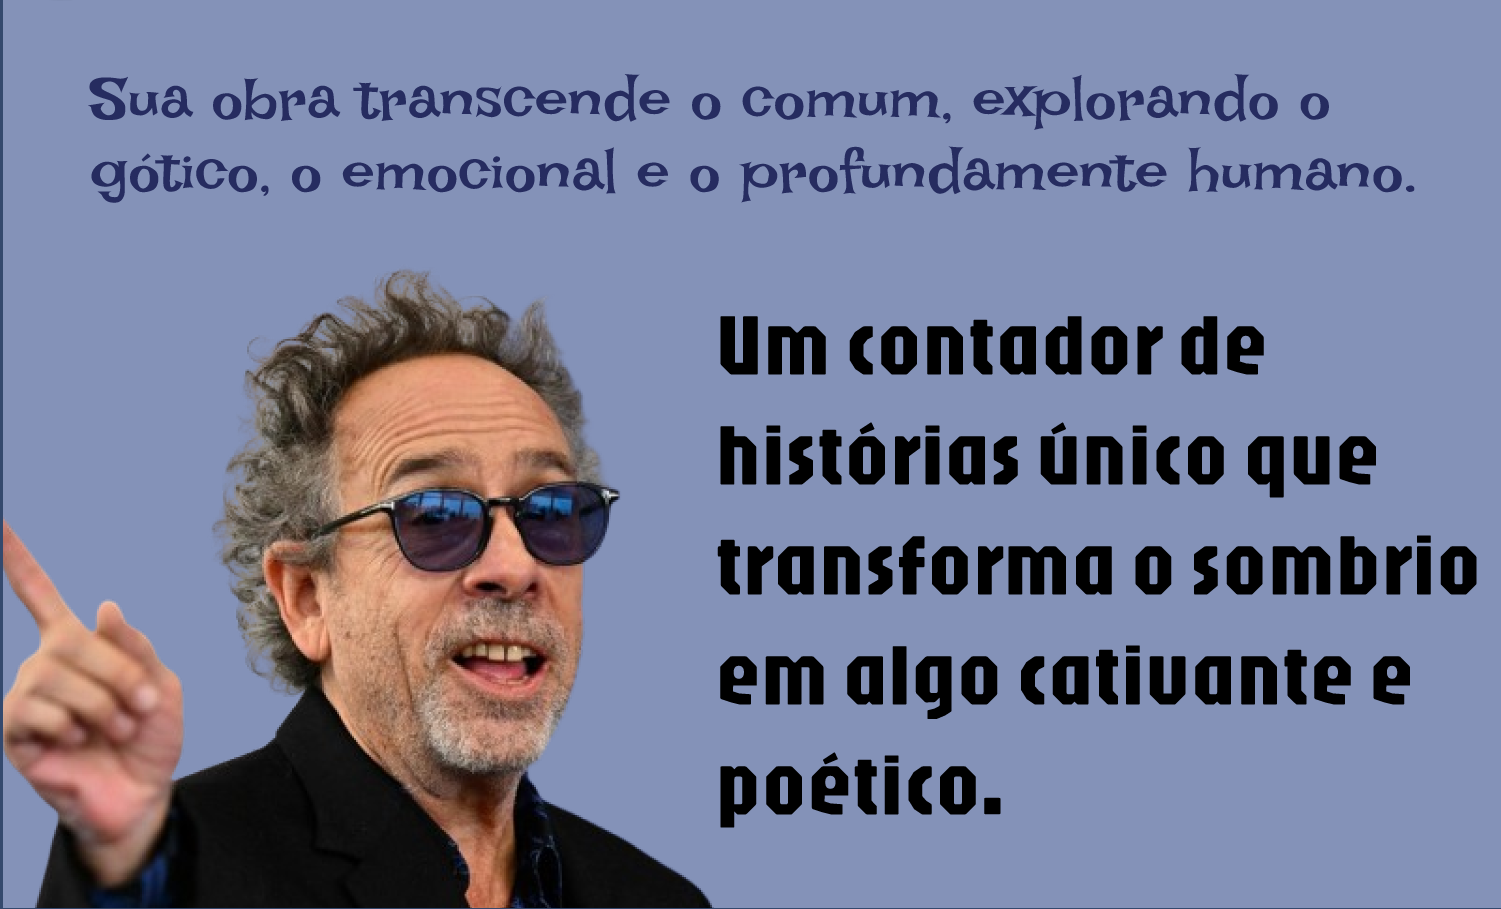 Sua obra transcende o comum, explorando o
gótico, o emocional e o profundamente humano.
Um contador de
histórias único que
transforma o sombrio
em algo cativante e
poético.